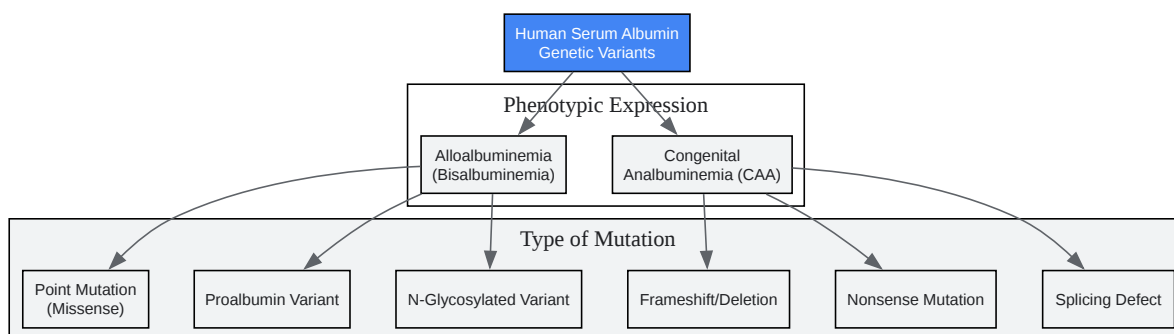 Human Serum Albumin
Genetic Variants
Phenotypic Expression
Alloalbuminemia
(Bisalbuminemia)
Congenital
Analbuminemia (CAA)
Type of Mutation
Point Mutation
(Missense)
Proalbumin Variant
N-Glycosylated Variant
Frameshift/Deletion
Nonsense Mutation
Splicing Defect